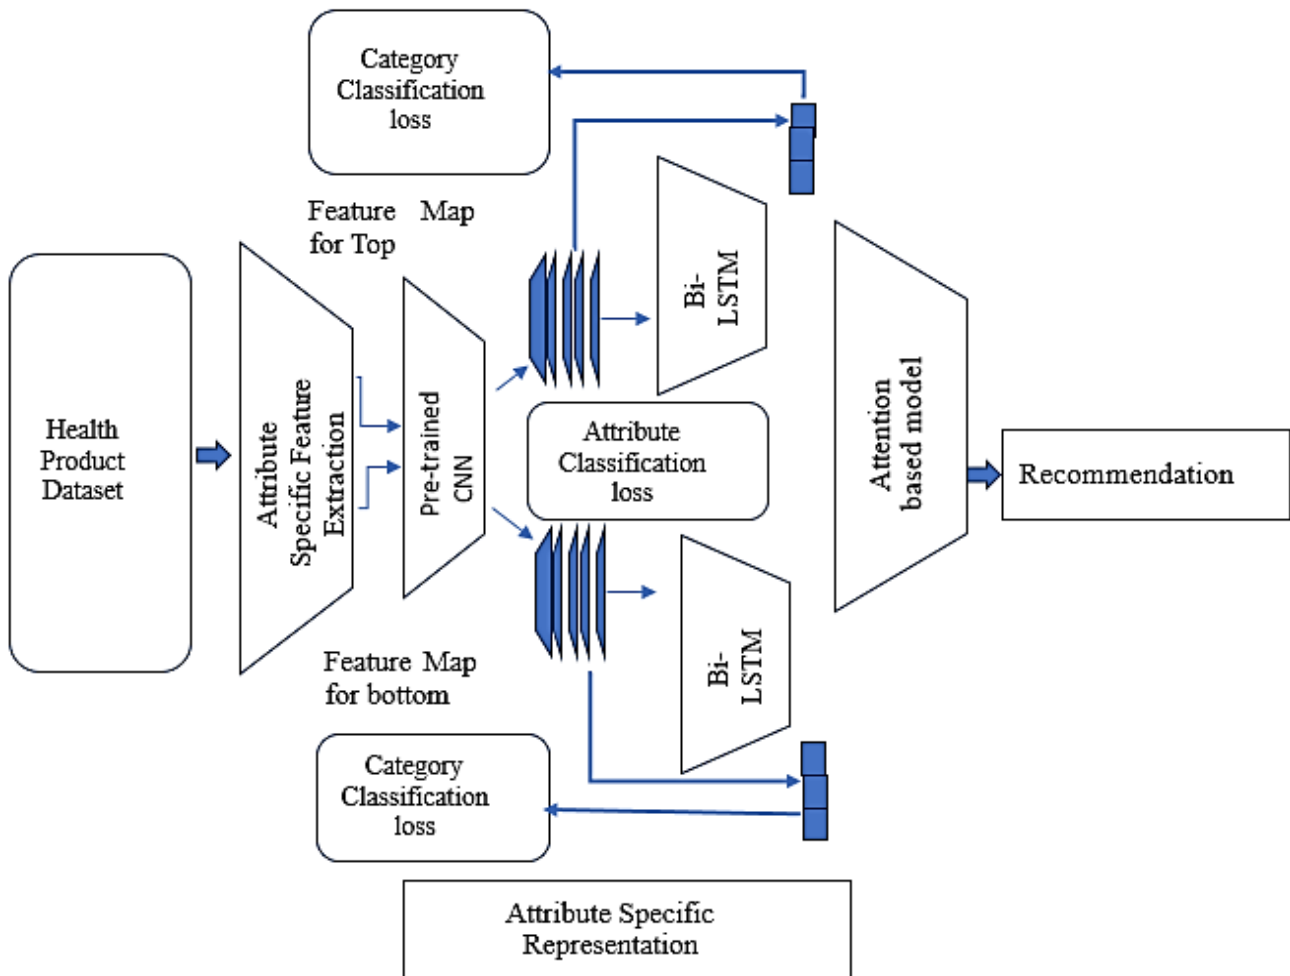 Category
Classification
loss
Feature Map
for Top
Health
Product
Dataset
Attribute
Specific Feature
Extraction
Pre-trained
CNN
Bi-
LSTM
Attribute
Classification
loss
Attention
based model
Recommendation
Feature Map
for bottom
Bi-
LSTM
Category
Classification
loss
Attribute Specific
Representation